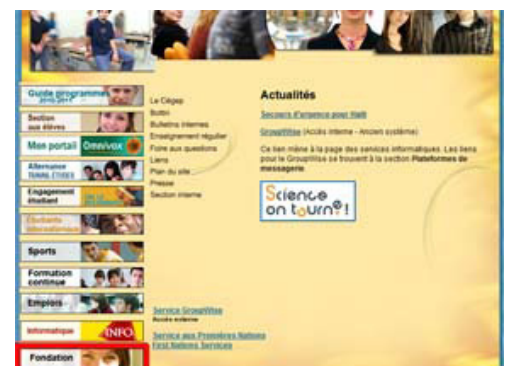 Guide programmes
2010-2011
Section
aux élèves
Mon portail Omnivox
Alternance
TRAVAIL-ÉTUDES
Engagement
étudiant
Étudiants
internationaux
Sports
Formation
continue
Emplois
Informatique INFO
Fondation
Le Cégep
Bottin
Bulletins internes
Enseignement régulier
Foire aux questions
Liens
Plan du site
Presse
Section interne
Service GroupWise
Accès externe
Service aux Premières Nations
First Nations Services
Actualités
Secours d'urgence pour Haïti
GroupWise (Accès interne - Ancien système)
Ce lien mène à la page des services informatiques. Les liens
pour le GroupWise se trouvent à la section Plateformes de
messagerie.
Science
on tourne!